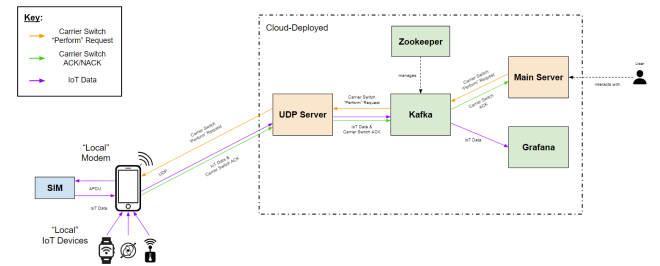 Key:
Carrier Switch
"Perform" Request
Carrier Switch
ACK/NACK
IoT Data
Cloud-Deployed
Zookeeper
manages
Carrier Switch
"Perform" Request
Main Server
Carrier Switch
ACK
User
interacts with
UDP Server
Carrier Switch
"Perform" Request
IoT Data &
Carrier Switch ACK
Kafka
IoT Data
Grafana
Carrier Switch
"Perform" Request
UDP
IoT Data &
Carrier Switch ACK
"Local"
Modem
SIM
APDU
IoT Data
"Local"
IoT Devices